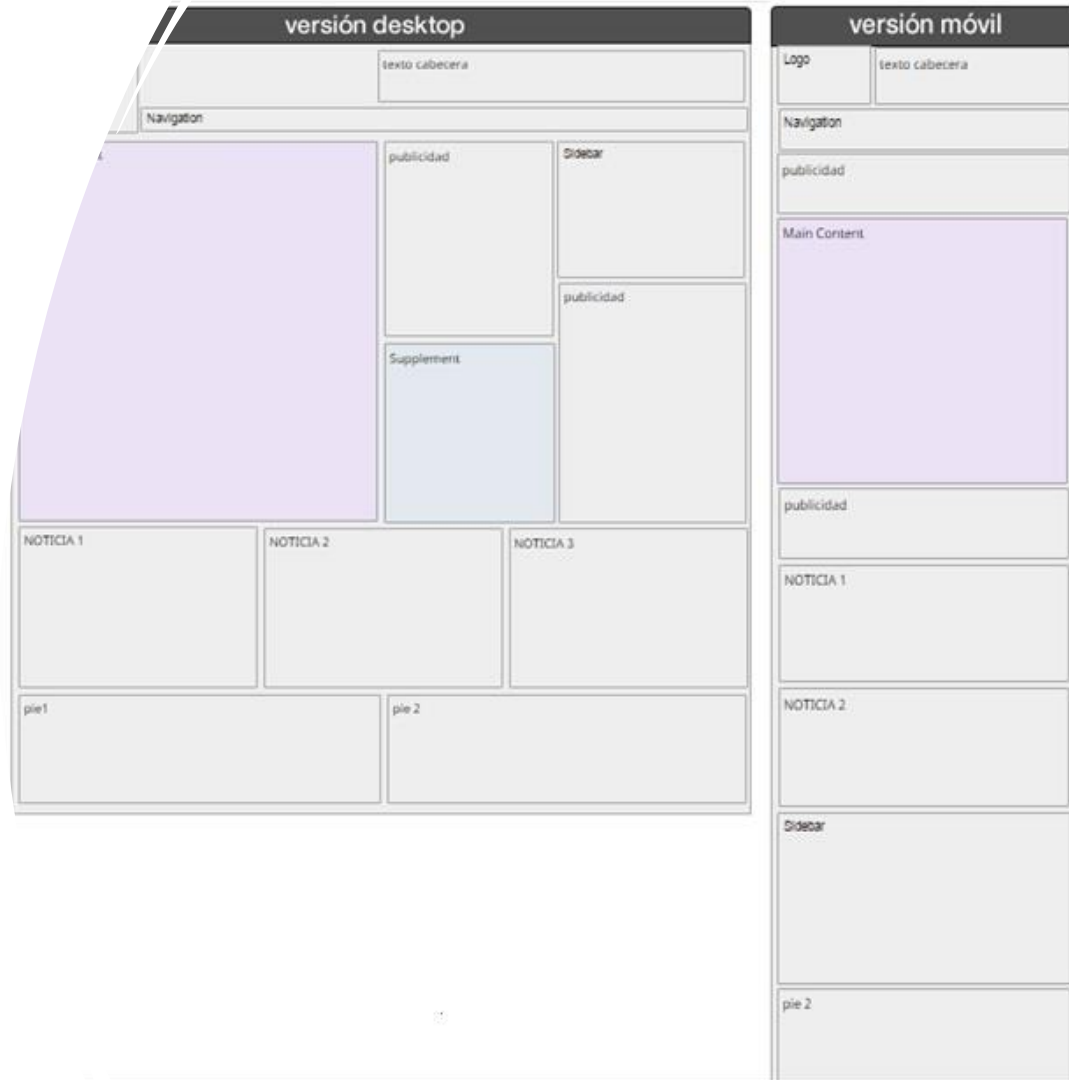 versión desktop
texto cabecera
Navigation
publicidad
Sidebar
publicidad
Supplement
NOTICIA 1
NOTICIA 2
NOTICIA 3
pie1
pie 2
versión móvil
Logo
texto cabecera
Navigation
publicidad
Main Content
publicidad
NOTICIA 1
NOTICIA 2
Sidebar
pie 2